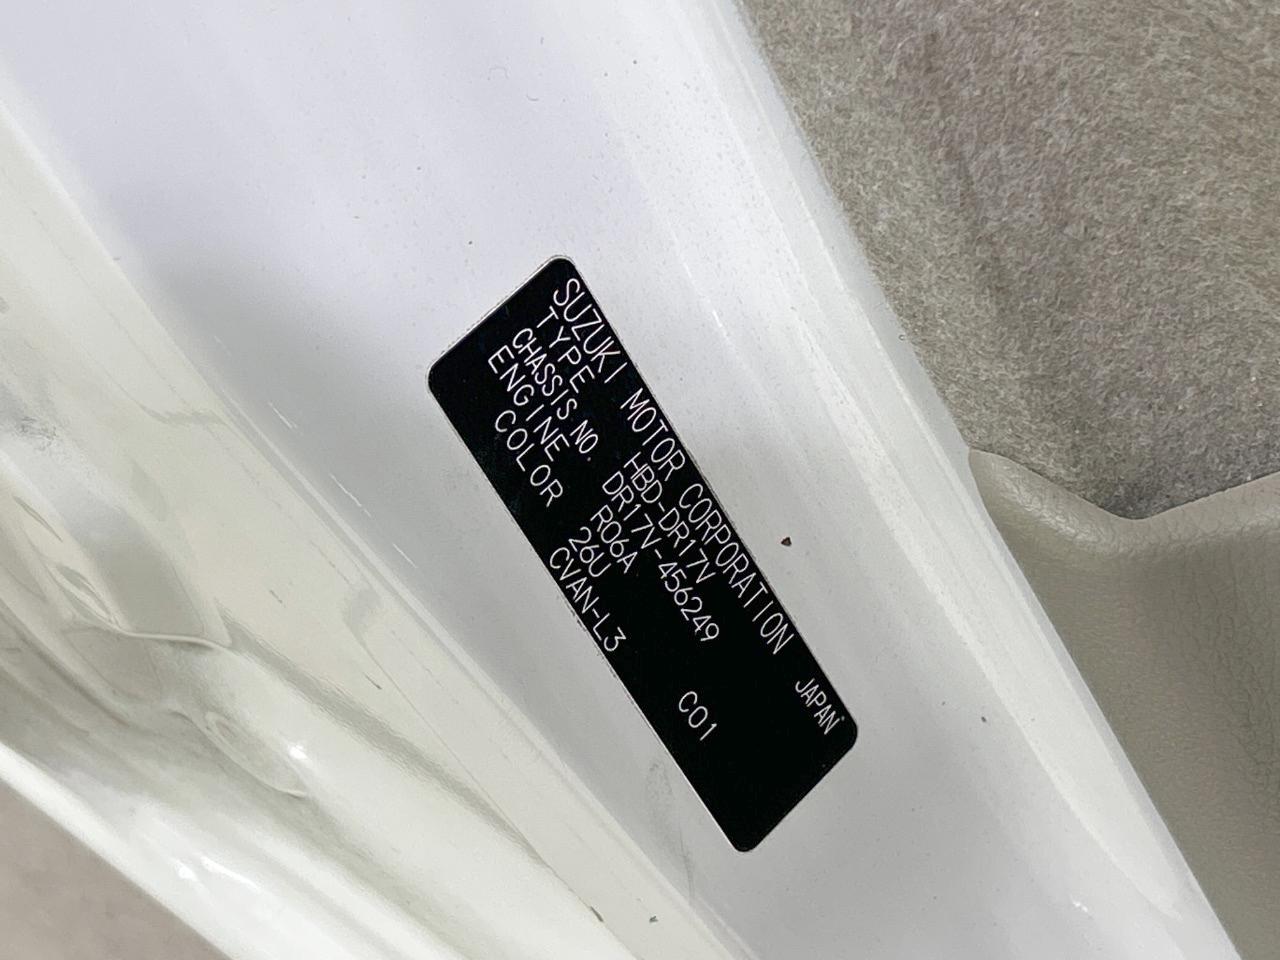 SUZUKI MOTOR CORPORATION JAPAN
TYPE HBD-DR17V
CHASSIS NO. DR17V-456249
ENGINE R06A
COLOR 26U C01
CVAN-L3